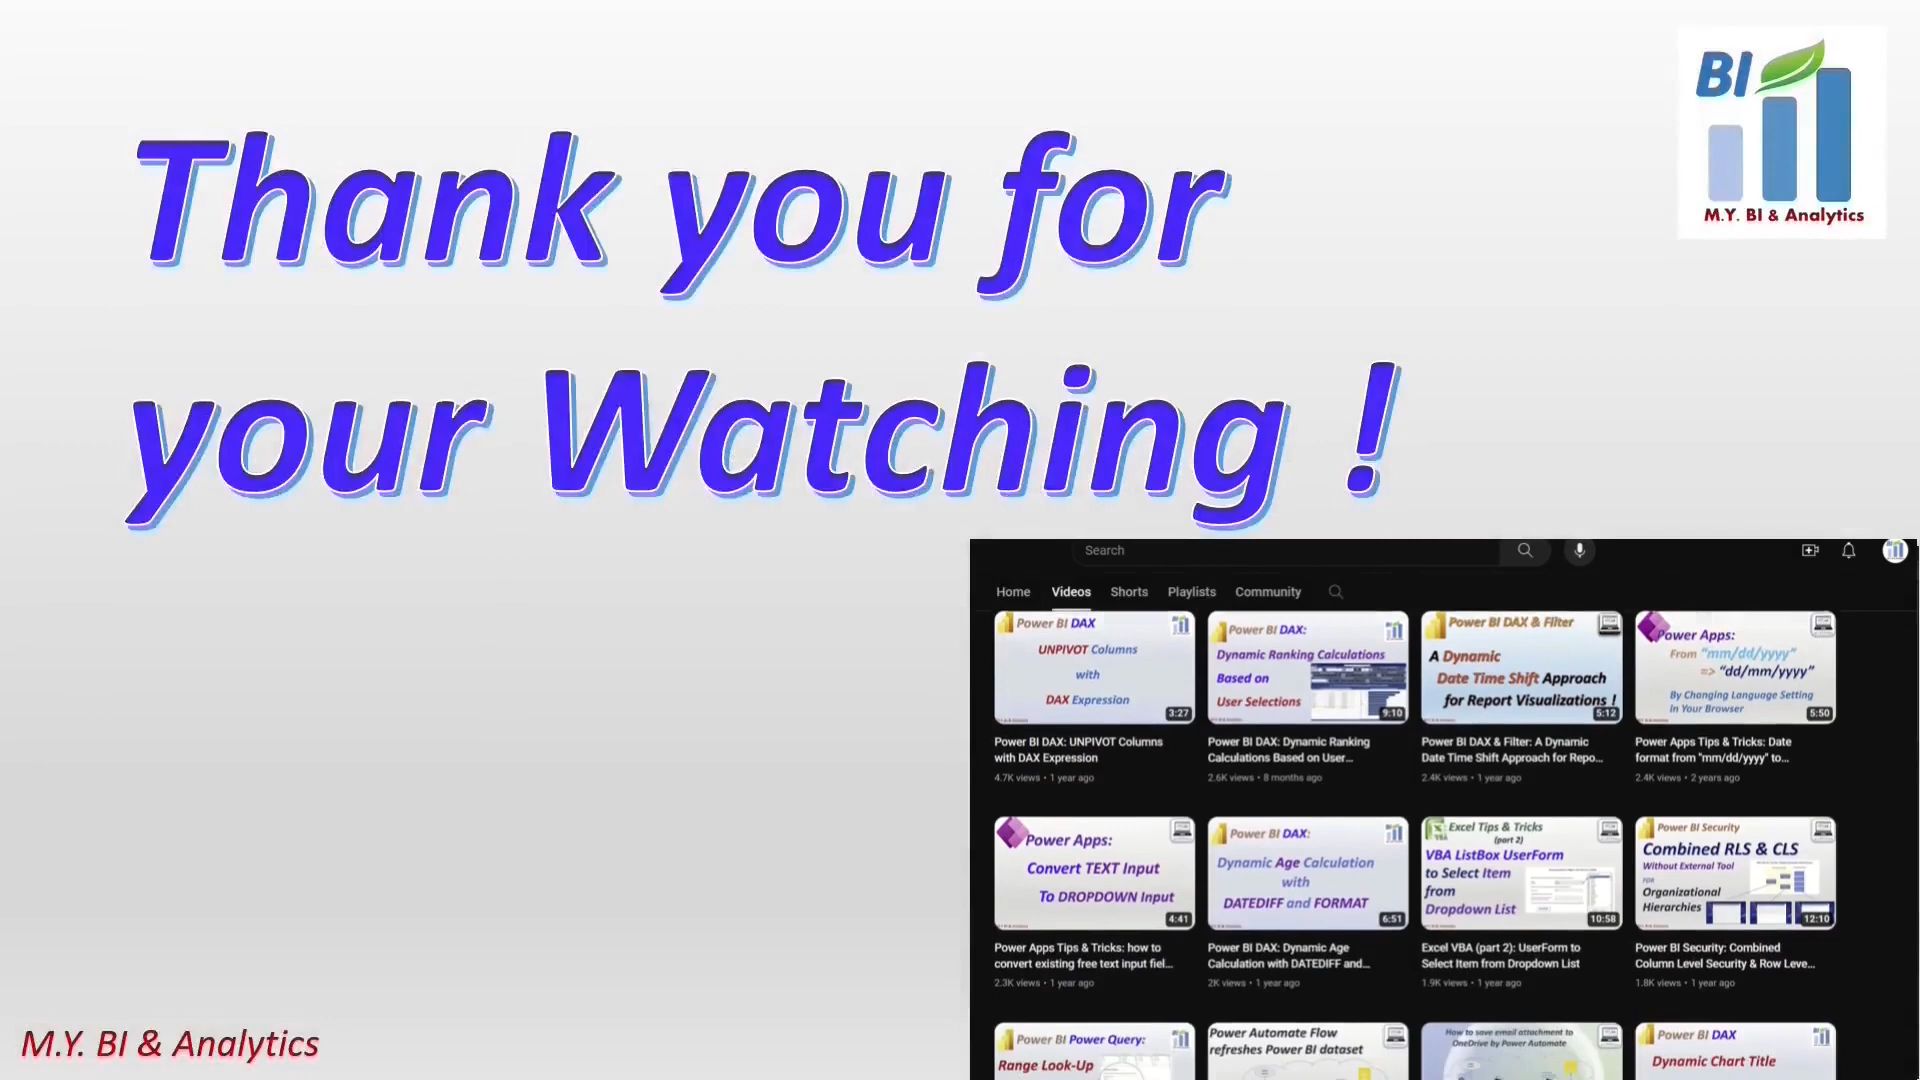 BI
M.Y. BI & Analytics
Thank you for
your Watching !
Search
Home Videos Shorts Playlists Community
Power BI DAX
UNPIVOT Columns
with
DAX Expression
3:27
Power BI DAX: UNPIVOT Columns
with DAX Expression
4.7K views • 1 year ago
Power BI DAX:
Dynamic Ranking Calculations
Based on
User Selections
9:10
Power BI DAX: Dynamic Ranking
Calculations Based on User...
2.6K views • 8 months ago
Power BI DAX & Filter
A Dynamic
Date Time Shift Approach
for Report Visualizations !
5:12
Power BI DAX & Filter: A Dynamic
Date Time Shift Approach for Repo...
2.4K views • 1 year ago
Power Apps:
From “mm/dd/yyyy”
=> “dd/mm/yyyy”
By Changing Language Setting
in Your Browser
5:50
Power Apps Tips & Tricks: Date
format from "mm/dd/yyyy" to...
2.4K views • 2 years ago
Power Apps:
Convert TEXT Input
To DROPDOWN Input
4:41
Power Apps Tips & Tricks: how to
convert existing free text input fiel...
2.3K views • 1 year ago
Power BI DAX:
Dynamic Age Calculation
with
DATEDIFF and FORMAT
6:51
Power BI DAX: Dynamic Age
Calculation with DATEDIFF and...
2K views • 1 year ago
Excel Tips & Tricks
(part 2)
VBA ListBox UserForm
to Select Item
from
Dropdown List
10:58
Excel VBA (part 2): UserForm to
Select Item from Dropdown List
1.9K views • 1 year ago
Power BI Security
Combined RLS & CLS
Without External Tool
FOR
Organizational
Hierarchies
12:10
Power BI Security: Combined
Column Level Security & Row Leve...
1.8K views • 1 year ago
Power BI Power Query:
Range Look-Up
Power Automate Flow
refreshes Power BI dataset
How to save email attachment to
OneDrive by Power Automate
Power BI DAX
Dynamic Chart Title
M.Y. BI & Analytics